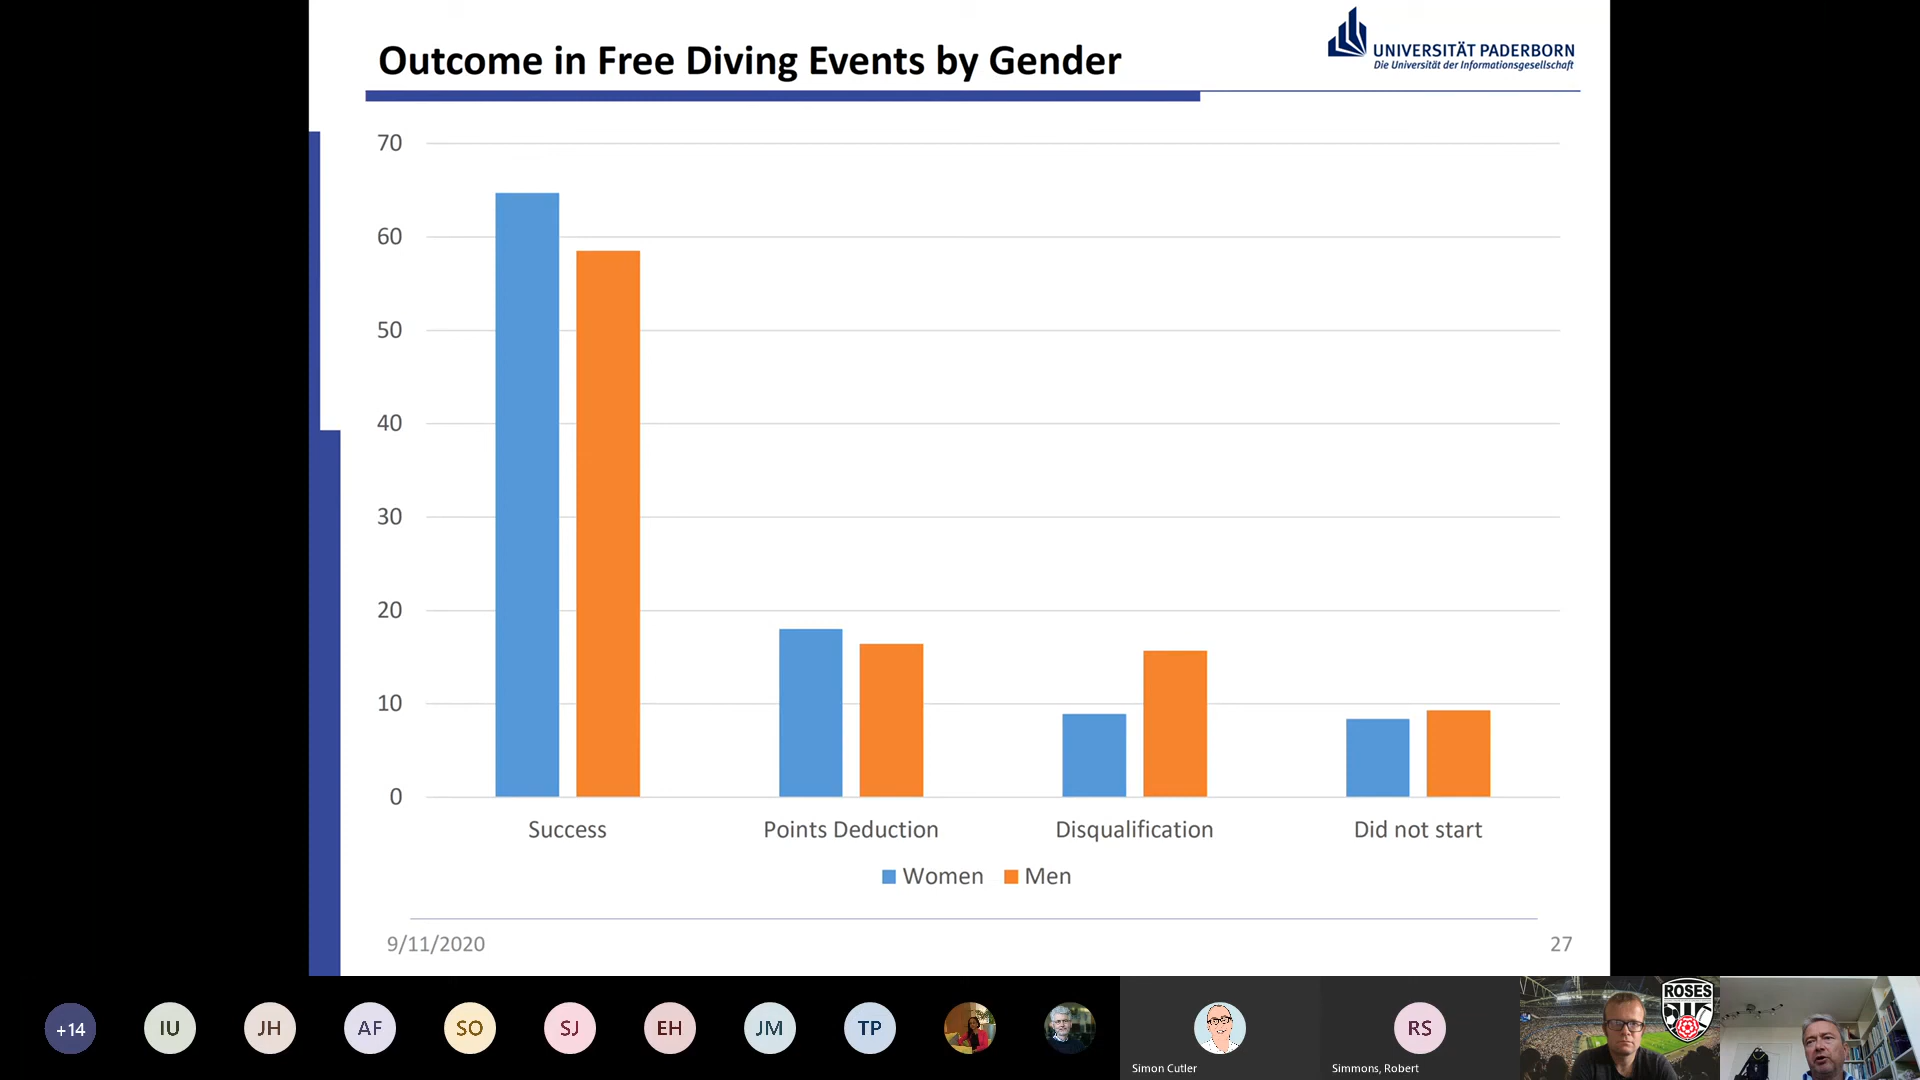 Outcome in Free Diving Events by Gender
UNIVERSITÄT PADERBORN
Die Universität der Informationsgesellschaft
70
60
50
40
30
20
10
0
Success
Points Deduction
Disqualification
Did not start
Women
Men
9/11/2020
27
+14
IU
JH
AF
SO
SJ
EH
JM
TP
Simon Cutler
RS
Simmons, Robert
ROSES